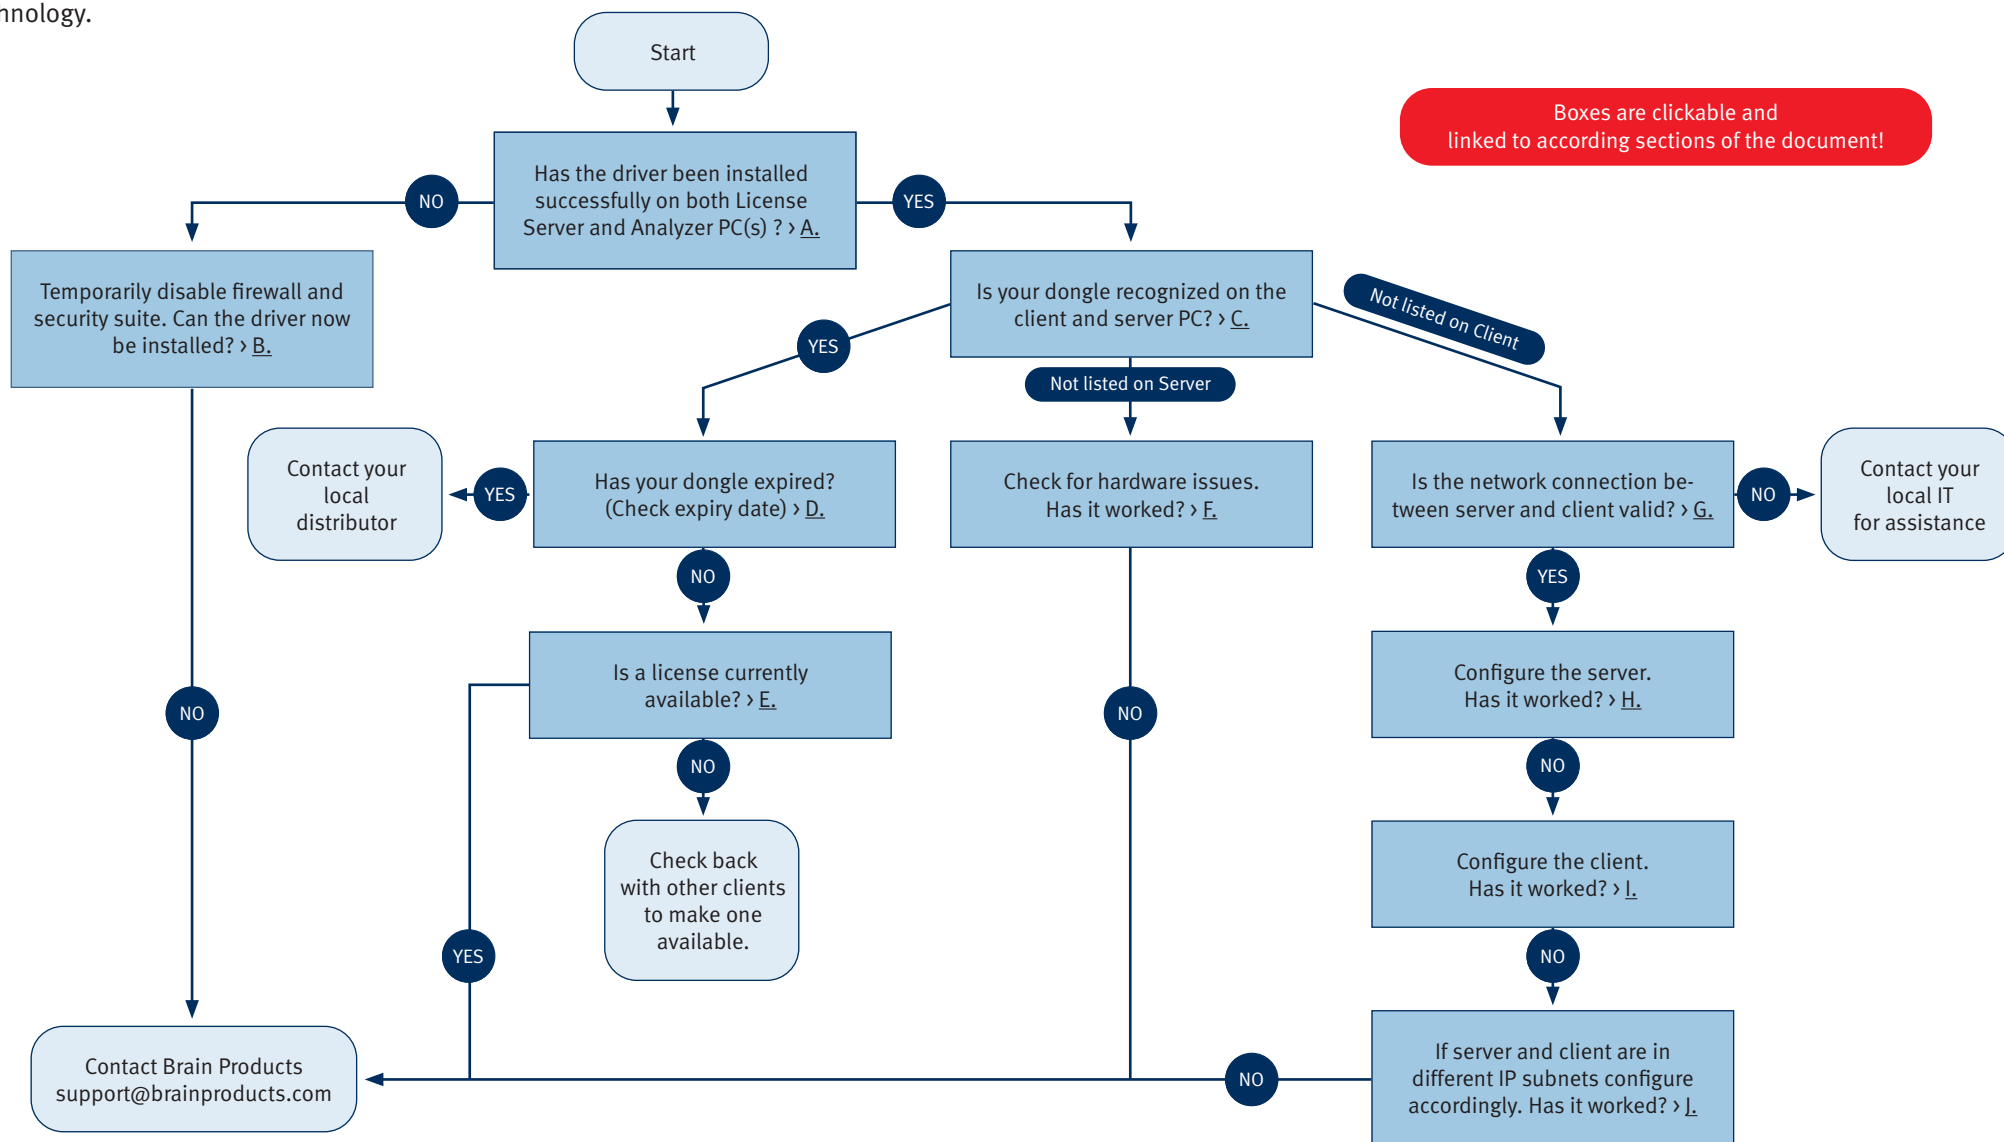 hnology.
Start
Boxes are clickable and
linked to according sections of the document!
Has the driver been installed
successfully on both License
Server and Analyzer PC(s) ? › A.
NO
YES
Temporarily disable firewall and
security suite. Can the driver now
be installed? › B.
Is your dongle recognized on the
client and server PC? › C.
YES
Not listed on Server
Not listed on Client
Contact your
local
distributor
YES
Has your dongle expired?
(Check expiry date) › D.
Check for hardware issues.
Has it worked? › F.
Is the network connection be-
tween server and client valid? › G.
NO
Contact your
local IT
for assistance
NO
YES
Is a license currently
available? › E.
Configure the server.
Has it worked? › H.
NO
NO
NO
NO
Check back
with other clients
to make one
available.
Configure the client.
Has it worked? › I.
YES
NO
Contact Brain Products
support@brainproducts.com
NO
If server and client are in
different IP subnets configure
accordingly. Has it worked? › J.